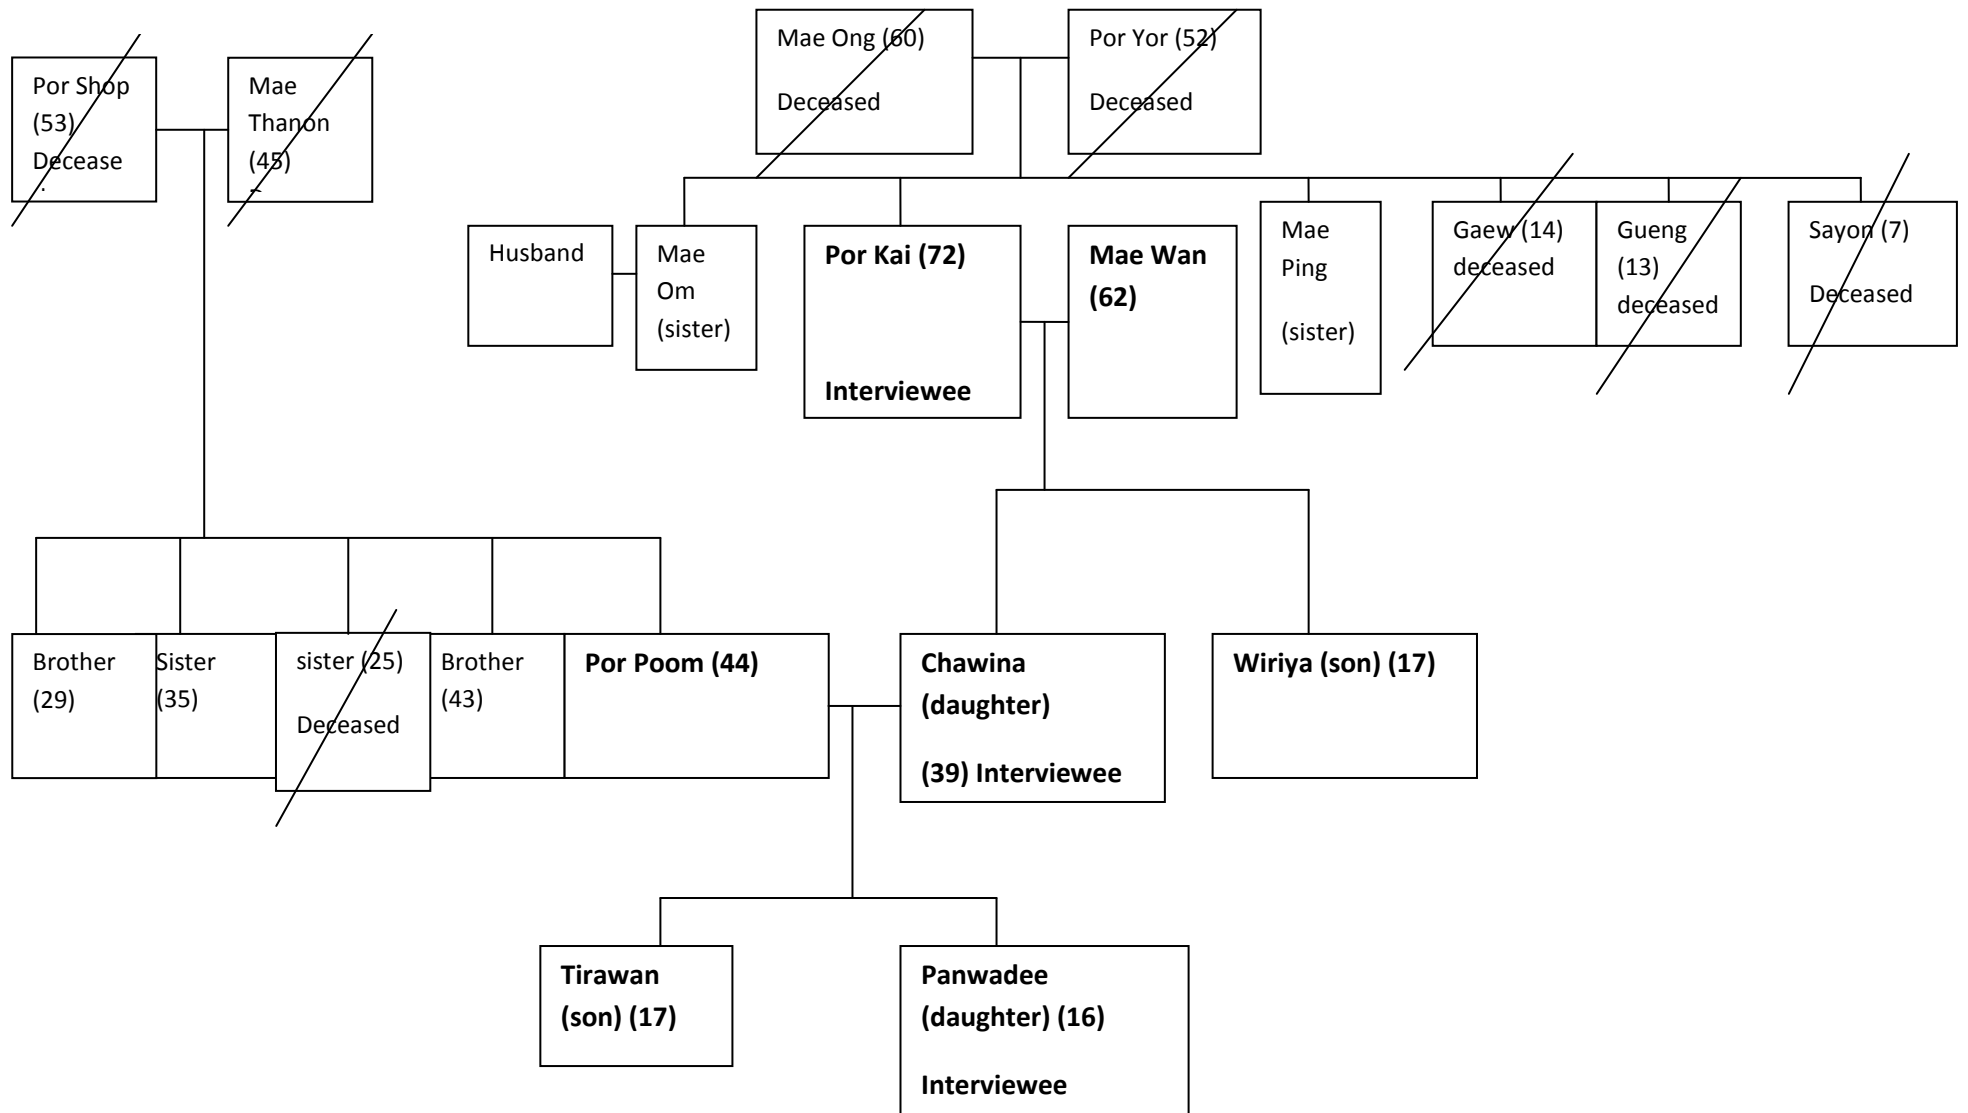 Mae Ong (60)
Deceased
Por Yor (52)
Deceased
Por Shop
(53)
Decease
Mae
Thanon
(45)
Husband
Mae
Om
(sister)
Por Kai (72)
Interviewee
Mae Wan
(62)
Mae
Ping
(sister)
Gaew (14)
deceased
Gueng
(13)
deceased
Sayon (7)
Deceased
Brother
(29)
Sister
(35)
sister (25)
Deceased
Brother
(43)
Por Poom (44)
Chawina
(daughter)
(39) Interviewee
Wiriya (son) (17)
Tirawan
(son) (17)
Panwadee
(daughter) (16)
Interviewee